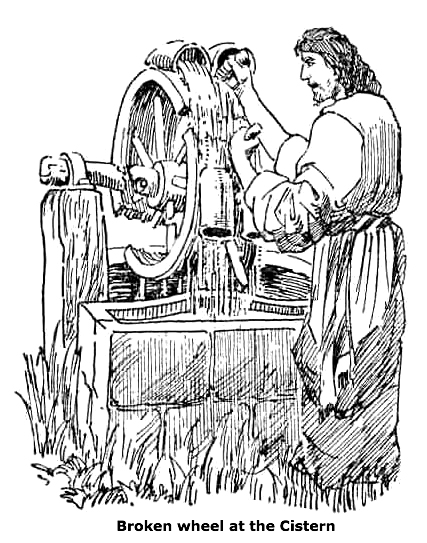 Broken wheel at the Cistern